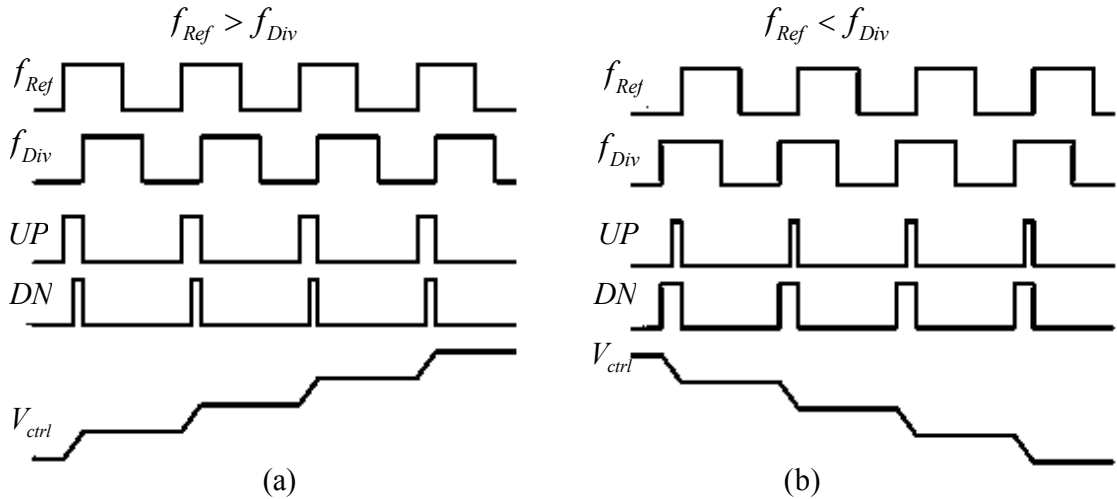 f_Ref > f_Div
f_Ref
f_Div
UP
DN
V_ctrl
(a)
f_Ref < f_Div
f_Ref
f_Div
UP
DN
V_ctrl
(b)